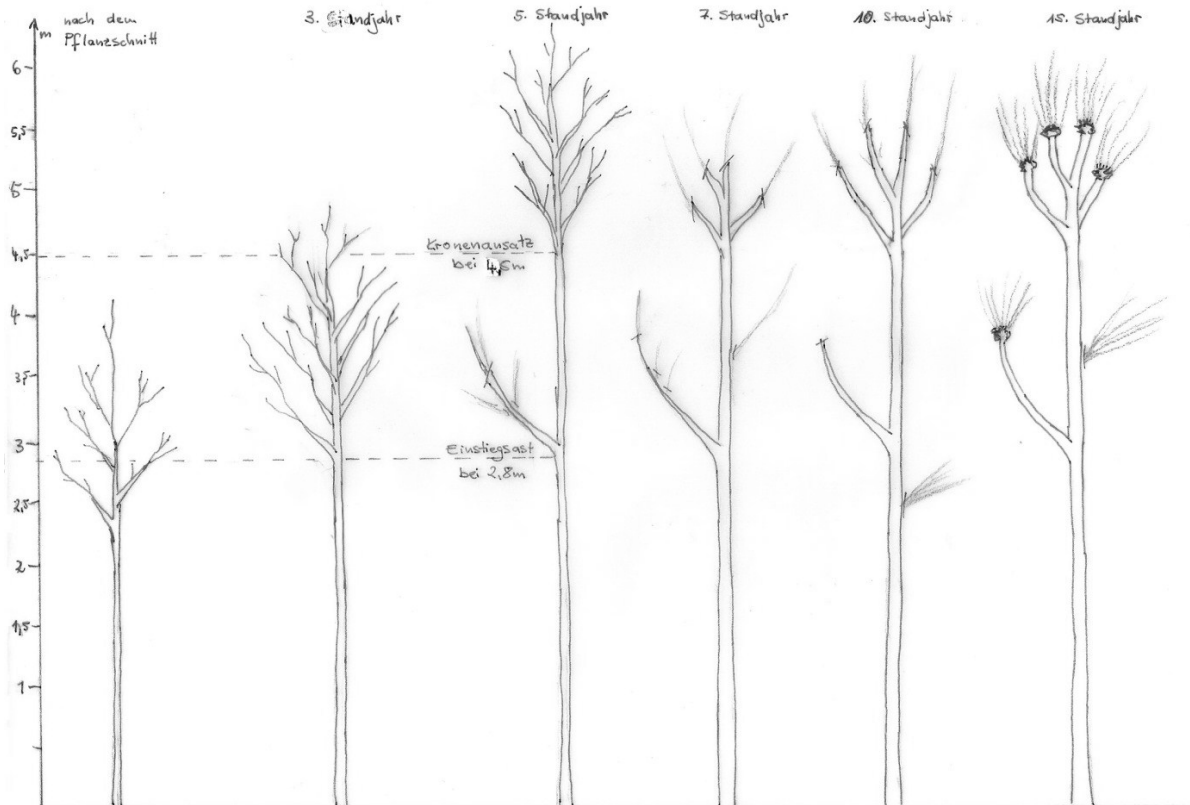 m
nach dem
Pflanzschnitt
3. Standjahr
5. Standjahr
7. Standjahr
10. Standjahr
15. Standjahr
6
5,5
5
4,5
4
3,5
3
2,5
2
1,5
1
Kronenansatz
bei 4,5m
Einstiegsast
bei 2,8m